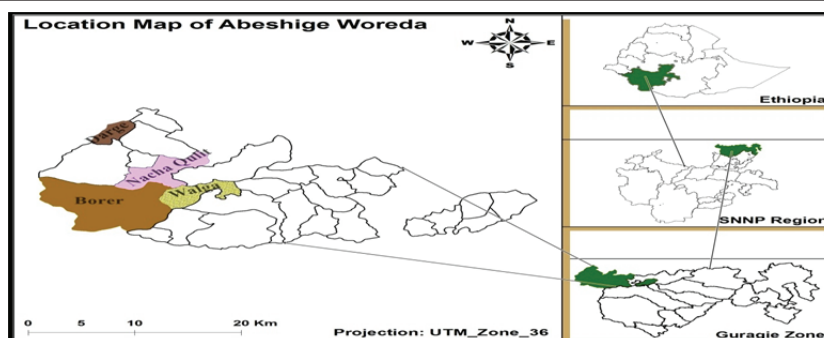 Location Map of Abeshige Woreda
N
W
E
S
Darge
Nacha Qulit
Walga
Borer
0 5 10 20 Km
Projection: UTM_Zone_36
Ethiopia
SNNP Region
Guragie Zone